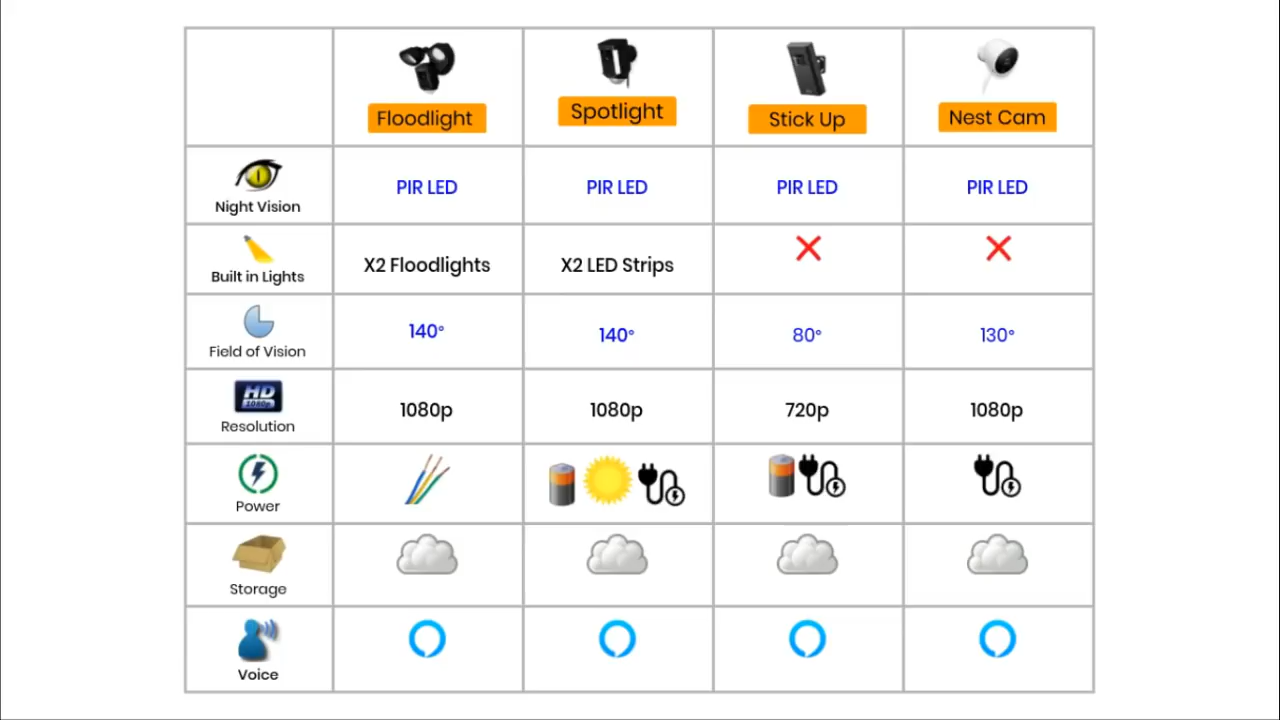 Floodlight
Spotlight
Stick Up
Nest Cam
Night Vision
PIR LED
PIR LED
PIR LED
PIR LED
Built in Lights
X2 Floodlights
X2 LED Strips
Field of Vision
140°
140°
80°
130°
HD
1080p
Resolution
1080p
1080p
720p
1080p
Power
Storage
Voice